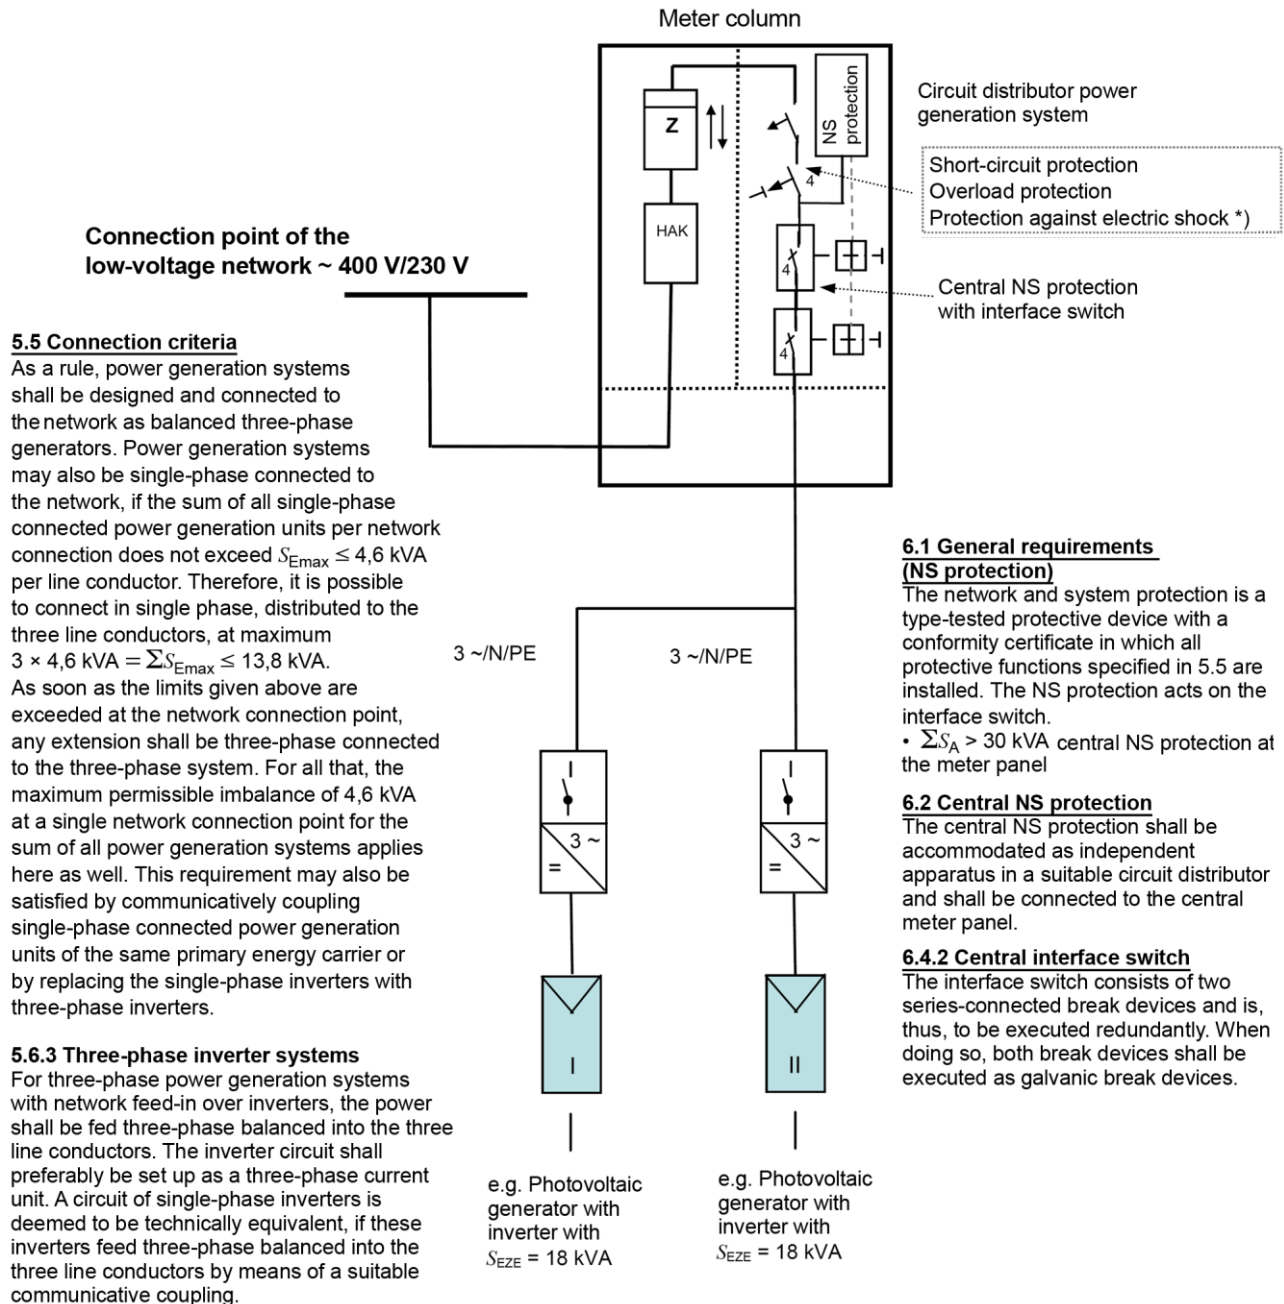 Meter column
Z
HAK
NS
protection
4
4
4
Circuit distributor power
generation system
Short-circuit protection
Overload protection
Protection against electric shock *)
Central NS protection
with interface switch
Connection point of the
low-voltage network ~ 400 V/230 V
5.5 Connection criteria
As a rule, power generation systems
shall be designed and connected to
the network as balanced three-phase
generators. Power generation systems
may also be single-phase connected to
the network, if the sum of all single-phase
connected power generation units per network
connection does not exceed S_Emax ≤ 4,6 kVA
per line conductor. Therefore, it is possible
to connect in single phase, distributed to the
three line conductors, at maximum
3 × 4,6 kVA = ∑S_Emax ≤ 13,8 kVA.
As soon as the limits given above are
exceeded at the network connection point,
any extension shall be three-phase connected
to the three-phase system. For all that, the
maximum permissible imbalance of 4,6 kVA
at a single network connection point for the
sum of all power generation systems applies
here as well. This requirement may also be
satisfied by communicatively coupling
single-phase connected power generation
units of the same primary energy carrier or
by replacing the single-phase inverters with
three-phase inverters.
5.6.3 Three-phase inverter systems
For three-phase power generation systems
with network feed-in over inverters, the power
shall be fed three-phase balanced into the three
line conductors. The inverter circuit shall
preferably be set up as a three-phase current
unit. A circuit of single-phase inverters is
deemed to be technically equivalent, if these
inverters feed three-phase balanced into the
three line conductors by means of a suitable
communicative coupling.
3 ~/N/PE
3 ~/N/PE
3 ~
=
3 ~
=
I
II
e.g. Photovoltaic
generator with
inverter with
S_EZE = 18 kVA
e.g. Photovoltaic
generator with
inverter with
S_EZE = 18 kVA
6.1 General requirements
(NS protection)
The network and system protection is a
type-tested protective device with a
conformity certificate in which all
protective functions specified in 5.5 are
installed. The NS protection acts on the
interface switch.
• ∑S_A > 30 kVA central NS protection at
the meter panel
6.2 Central NS protection
The central NS protection shall be
accommodated as independent
apparatus in a suitable circuit distributor
and shall be connected to the central
meter panel.
6.4.2 Central interface switch
The interface switch consists of two
series-connected break devices and is,
thus, to be executed redundantly. When
doing so, both break devices shall be
executed as galvanic break devices.